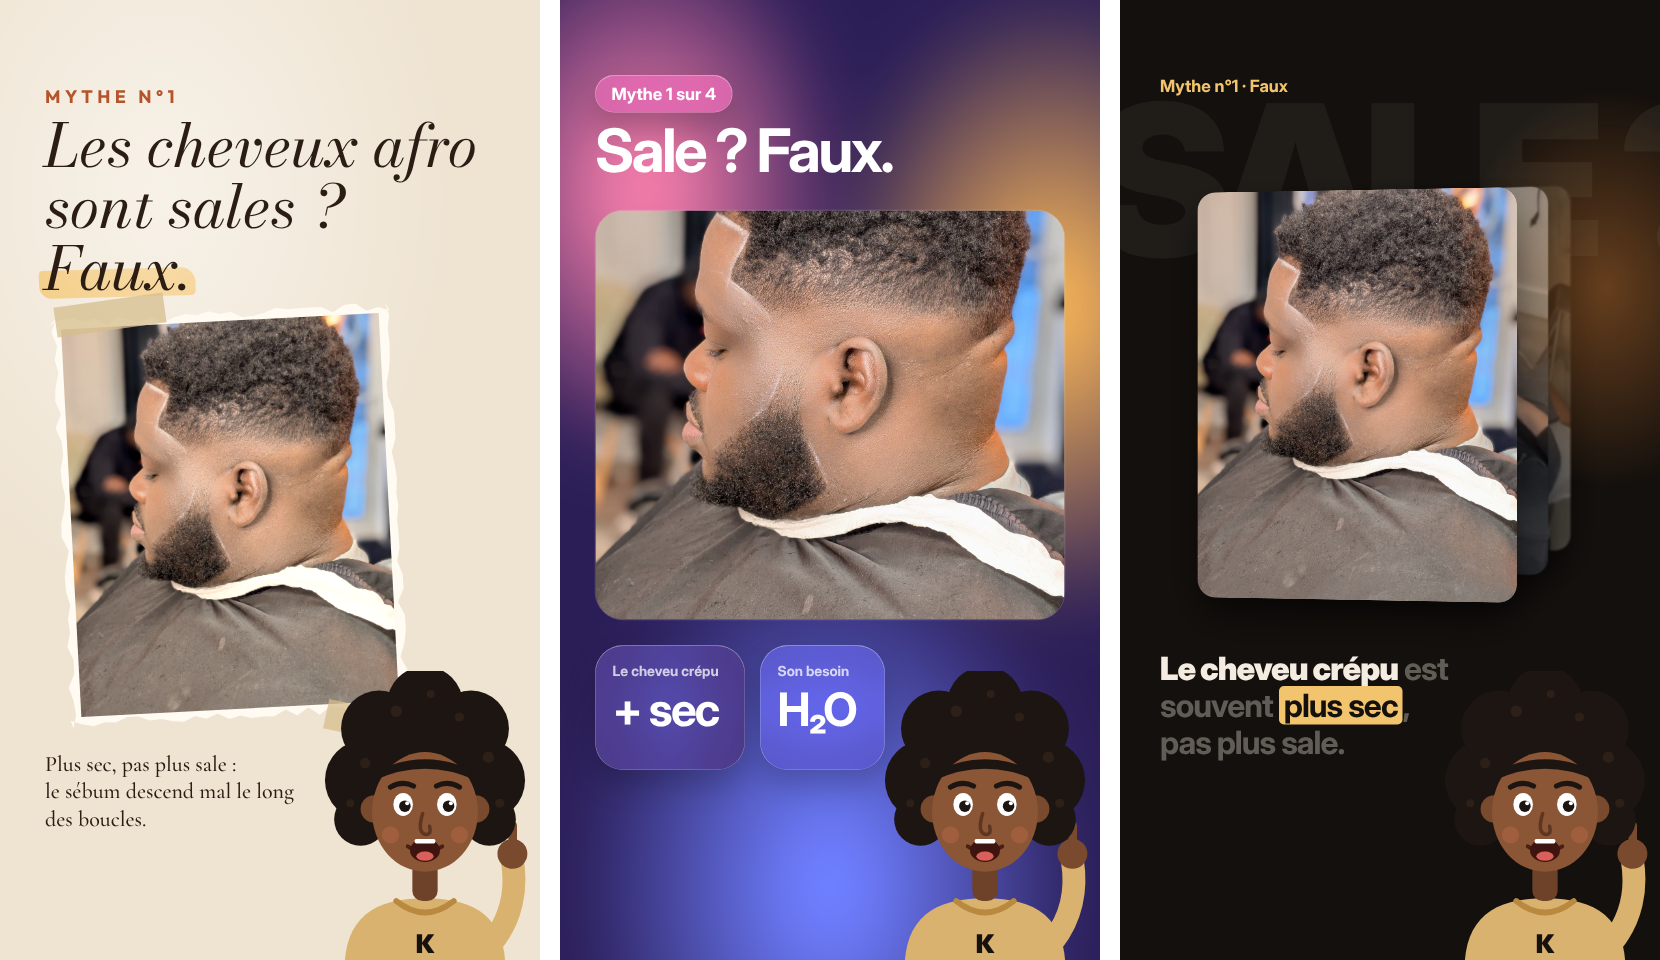 MYTHE N°1
Les cheveux afro
sont sales ?
Faux.
Plus sec, pas plus sale :
le sébum descend mal le long
des boucles.
K
Mythe 1 sur 4
Sale ? Faux.
Le cheveu crépu
+ sec
Son besoin
H₂O
K
Mythe n°1 · Faux
SALE ?
Le cheveu crépu est
souvent plus sec,
pas plus sale.
K